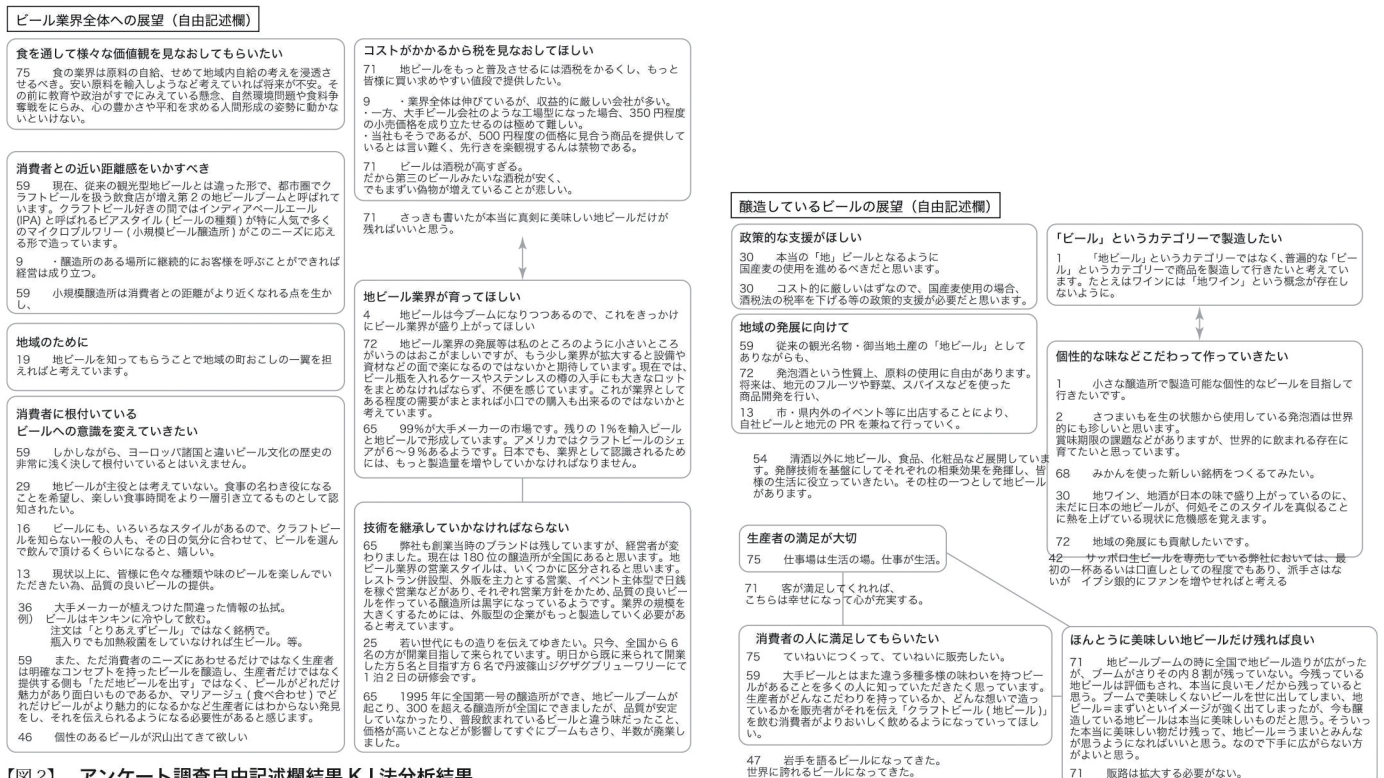 ビール業界全体への展望（自由記述欄）
食を通して様々な価値観を見なおしてもらいたい
75　食の業界は原料の自給、せめて地域内自給の考えを浸透さ
せるべき。安い原料を輸入しようなど考えていれば将来が不安。そ
の前に教育や政治がすでにみえている懸念、自然環境問題や食料争
奪戦をにらみ、心の豊かさや平和を求める人間形成の姿勢に動かな
いといけない。
消費者との近い距離感をいかすべき
59　現在、従来の観光型地ビールとは違った形で、都市圏でク
ラフトビールを扱う飲食店が増え第２の地ビールブームと呼ばれて
います。クラフトビール好きの間ではインディアペールエール
(IPA) と呼ばれるビアスタイル ( ビールの種類 ) が特に人気で多く
のマイクロブルワリー ( 小規模ビール醸造所 ) がこのニーズに応え
る形で造っています。
9　・醸造所のある場所に継続的にお客様を呼ぶことができれば
経営は成り立つ。
59　小規模醸造所は消費者との距離がより近くなれる点を生か
し、
地域のために
19　地ビールを知ってもらうことで地域の町おこしの一翼を担
えればと考えています。
消費者に根付いている
ビールへの意識を変えていきたい
59　しかしながら、ヨーロッパ諸国と違いビール文化の歴史の
非常に浅く決して根付いているとはいえません。
29　地ビールが主役とは考えていない。食事の名わき役になる
ことを希望し、楽しい食事時間をより一層引き立てるものとして認
知されたい。
16　ビールにも、いろいろなスタイルがあるので、クラフトビー
ルを知らない一般の人も、その日の気分に合わせて、ビールを選ん
で飲んで頂けるくらいになると、嬉しい。
13　現状以上に、皆様に色々な種類や味のビールを楽しんでい
ただきたい為、品質の良いビールの提供。
36　大手メーカーが植えつけた間違った情報の払拭。
例）ビールはキンキンに冷やして飲む。
注文は「とりあえずビール」ではなく銘柄で。
瓶入りでも加熱殺菌をしていなければ生ビール。等。
59　また、ただ消費者のニーズにあわせるだけではなく生産者
は明確なコンセプトを持ったビールを醸造し、生産者だけではなく
提供する側も「ただ地ビールを出す」ではなく、ビールがどれだけ
魅力があり面白いものであるか、マリアージュ ( 食べ合わせ ) でど
れだけビールがより魅力的になるかなど生産者にはわからない発見
をし、それを伝えられるようになる必要性があると感じます。
46　個性のあるビールが沢山出てきて欲しい
コストがかかるから税を見なおしてほしい
71　地ビールをもっと普及させるには酒税をかるくし、もっと
皆様に買い求めやすい値段で提供したい。
9　・業界全体は伸びているが、収益的に厳しい会社が多い。
・一方、大手ビール会社のような工場型になった場合、350 円程度
の小売価格を成り立たせるのは極めて難しい。
・当社もそうであるが、500 円程度の価格に見合う商品を提供して
いるとは言い難く、先行きを楽観視するんは禁物である。
71　ビールは酒税が高すぎる。
だから第三のビールみたいな酒税が安く、
でもまずい偽物が増えていることが悲しい。
71　さっきも書いたが本当に真剣に美味しい地ビールだけが
残ればいいと思う。
地ビール業界が育ってほしい
4　地ビールは今ブームになりつつあるので、これをきっかけ
にビール業界が盛り上がってほしい
72　地ビール業界の発展等は私のところのように小さいところ
がいうのはおこがましいですが、もう少し業界が拡大すると設備や
資材などの面で楽になるのではないかと期待しています。現在では、
ビール瓶を入れるケースやステンレスの樽の入手にも大きなロット
をまとめなければならず、不便を感じています。これが業界として
ある程度の需要がまとまれば小口での購入も出来るのではないかと
考えています。
65　99％が大手メーカーの市場です。残りの 1％を輸入ビール
と地ビールで形成しています。アメリカではクラフトビールのシェ
アが６～９％あるようです。日本でも、業界として認識されるため
には、もっと製造量を増やしていかなければなりません。
技術を継承していかなければならない
65　弊社も創業当時のブランドは残していますが、経営者が変
わりました。現在は 180 位の醸造所が全国にあると思います。地
ビール業界の営業スタイルは、いくつかに区分されると思います。
レストラン併設型、外販を主力とする営業、イベント主体型で日銭
を稼ぐ営業などがあり、それぞれ営業方針をかため、品質の良いビー
ルを作っている醸造所は黒字になっているようです。業界の規模を
大きくするためには、外販型の企業がもっと製造していく必要があ
ると考えます。
25　若い世代にもの造りを伝えてゆきたい。只今、全国から 6
名の方が開業目指して来られています。明日から既に来られて開業
した方５名と目指す方６名で丹波篠山ジグザグブリューワリーにて
１泊２日の研修会です。
65　1995 年に全国第一号の醸造所ができ、地ビールブームが
起こり、300 を超える醸造所が全国にできましたが、品質が安定
していなかったり、普段飲まれているビールと違う味だったこと、
価格が高いことなどが影響してすぐにブームもさり、半数が廃業し
ました。
醸造しているビールの展望（自由記述欄）
政策的な支援がほしい
30　本当の「地」ビールとなるように
国産麦の使用を進めるべきだと思います。
30　コスト的に厳しいはずなので、国産麦使用の場合、
酒税法の税率を下げる等の政策的支援が必要だと思います。
地域の発展に向けて
59　従来の観光名物・御当地土産の「地ビール」として
ありながらも、
72　発泡酒という性質上、原料の使用に自由があります。
将来は、地元のフルーツや野菜、スパイスなどを使った
商品開発を行い、
13　市・県内外のイベント等に出店することにより、
自社ビールと地元の PR を兼ねて行っていく。
54　清酒以外に地ビール、食品、化粧品など展開していま
す。発酵技術を基盤にしてそれぞれの相乗効果を発揮し、皆
様の生活に役立っていきたい。その柱の一つとして地ビール
があります。
生産者の満足が大切
75　仕事場は生活の場。仕事が生活。
71　客が満足してくれれば、
こちらは幸せになって心が充実する。
消費者の人に満足してもらいたい
75　ていねいにつくって、ていねいに販売したい。
59　大手ビールとはまた違う多種多様の味わいを持つビー
ルがあることを多くの人に知っていただきたく思っています。
生産者がどんなこだわりを持っているか、どんな想いで造っ
ているかを販売者がそれを伝え「クラフトビール ( 地ビール )」
を飲む消費者がよりおいしく飲めるようになっていってほし
い。
47　岩手を語るビールになってきた。
世界に誇れるビールになってきた。
「ビール」というカテゴリーで製造したい
1　「地ビール」というカテゴリーではなく、普遍的な「ビー
ル」というカテゴリーで商品を製造して行きたいと考えてい
ます。たとえはワインには「地ワイン」という概念が存在し
ないように。
個性的な味などこだわって作っていきたい
1　小さな醸造所で製造可能な個性的なビールを目指して
行きたいです。
2　さつまいもを生の状態から使用している発泡酒は世界
的にも珍しいと思います。
賞味期限の課題などがありますが、世界的に飲まれる存在に
育てたいと思っています。
68　みかんを使った新しい銘柄をつくるてみたい。
30　地ワイン、地酒が日本の味で盛り上がっているのに、
未だに日本の地ビールが、何処そこのスタイルを真似ること
に熱を上げている現状に危機感を覚えます。
72　地域の発展にも貢献したいです。
42　サッポロ生ビールを専売している弊社においては、最
初の一杯あるいは口直しとしての程度でもあり、派手さはな
いが　イブシ銀的にファンを増やせればと考える
ほんとうに美味しい地ビールだけ残れば良い
71　地ビールブームの時に全国で地ビール造りが広がった
が、ブームがさりその内８割が残っていない。今残っている
地ビールは評価もされ、本当に良いモノだから残っていると
思う。ブームで美味しくないビールを世に出してしまい、地
ビール＝まずいとイメージが強く出てしまったが、今も醸
造している地ビールは本当に美味しいものだと思う。そういっ
た本当に美味しい物だけ残って、地ビール＝うまいとみんな
が思うようになればいいと思う。なので下手に広がらない方
がよいと思う。
71　販路は拡大する必要がない。
【図２】　アンケート調査自由記述欄結果 K J 法分析結果